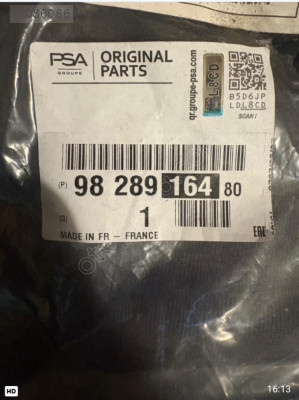 PSA
GROUPE
ORIGINAL
PARTS
qr.groupe-psa.com
L8CD
B5D6JP
LDL8CD
SCAN !
(P) 98 289 164 80
(Q) 1
MADE IN FR - FRANCE
EAC
HD
16:13